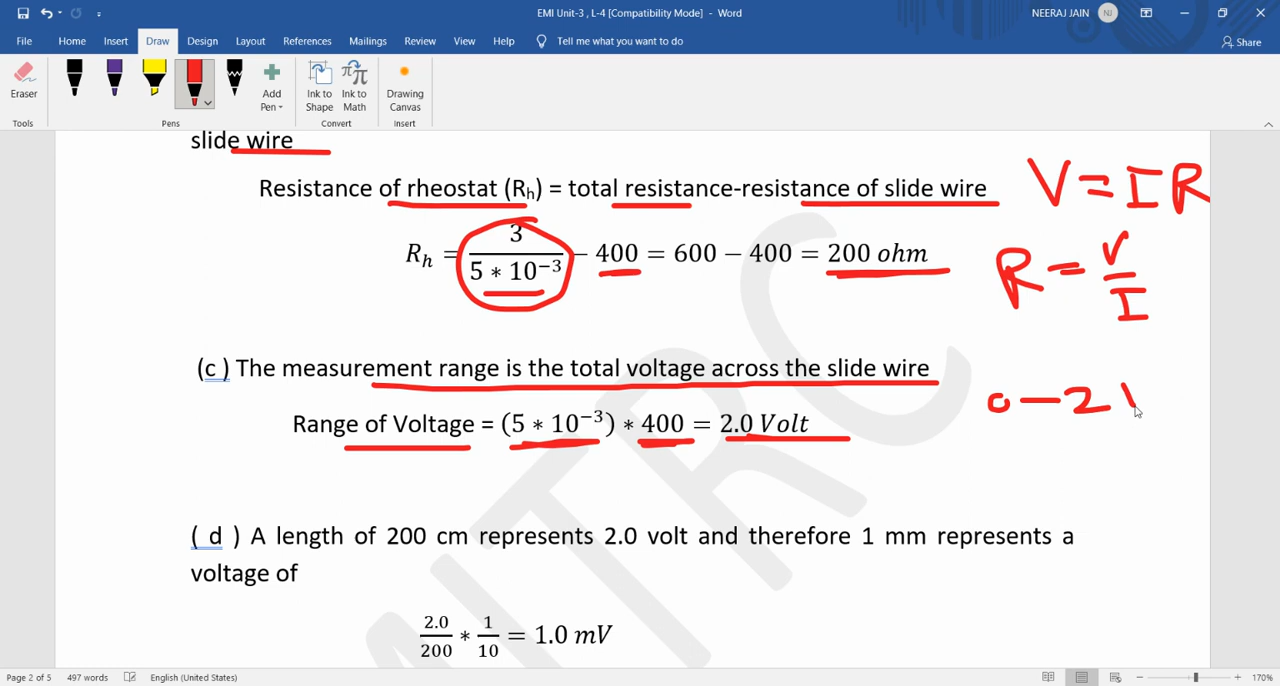 EMI Unit-3 , L-4 [Compatibility Mode] - Word
NEERAJ JAIN NJ
File Home Insert Draw Design Layout References Mailings Review View Help Tell me what you want to do Share
Eraser Add Pen Ink to Shape Ink to Math Drawing Canvas
Tools Pens Convert Insert
slide wire
Resistance of rheostat (Rh) = total resistance-resistance of slide wire V = I R
Rh = 3 / 5 * 10^-3 - 400 = 600 - 400 = 200 ohm R = V / I
(c ) The measurement range is the total voltage across the slide wire
0 - 2 \
Range of Voltage = (5 * 10^-3) * 400 = 2.0 Volt
( d ) A length of 200 cm represents 2.0 volt and therefore 1 mm represents a
voltage of
2.0 / 200 * 1 / 10 = 1.0 mV
MITRC
Page 2 of 5 497 words English (United States) 170%